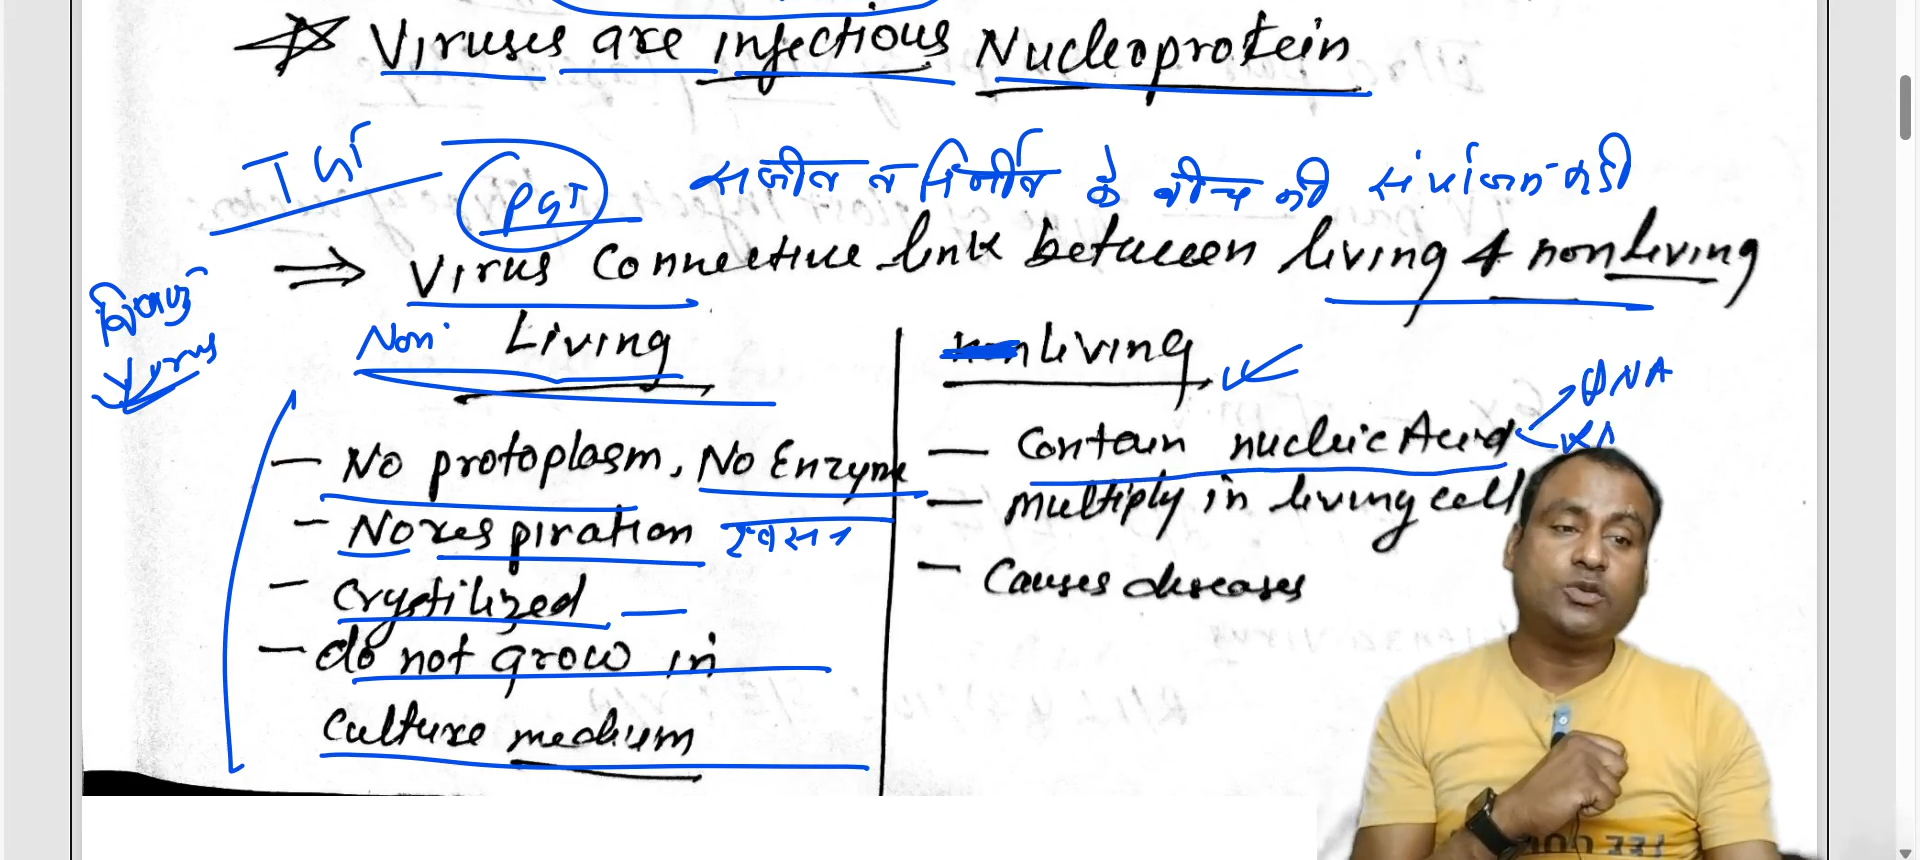 Viruses are infectious Nucleoprotein
TGT PGT सजीव व निर्जीव के बीच की संयोजन कड़ी
⇒ Virus Connective link between living & nonliving
विषाणु
Virus
Non Living
living
— No protoplasm, No Enzyme
— Contain nucleic Acid
DNA
— No respiration श्वसन
— multiply in living cell
— Crystilized
— Causes diseases
— do not grow in
Culture medium